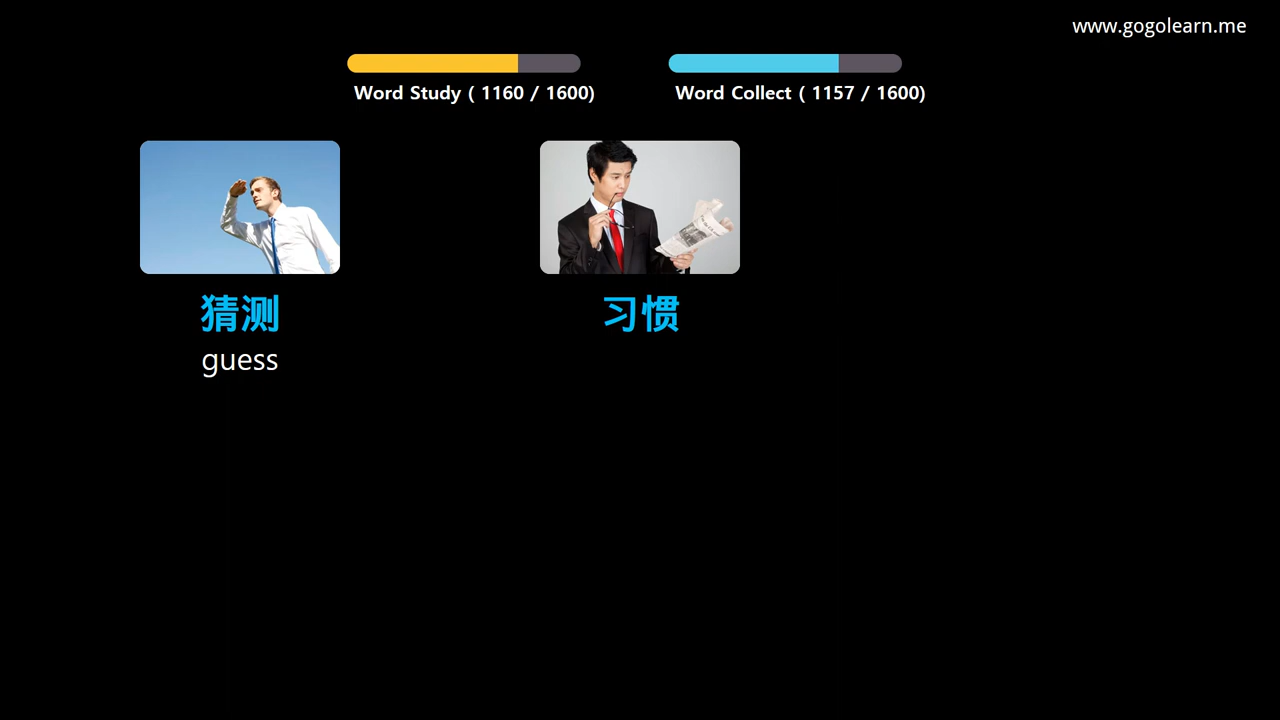 www.gogolearn.me
Word Study ( 1160 / 1600)
Word Collect ( 1157 / 1600)
猜测
guess
习惯